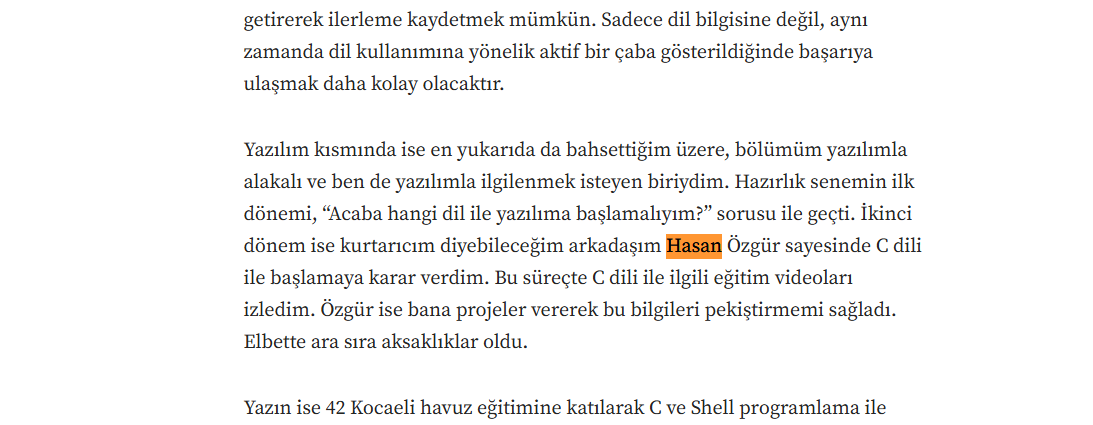 getirerek ilerleme kaydetmek mümkün. Sadece dil bilgisine değil, aynı
zamanda dil kullanımına yönelik aktif bir çaba gösterildiğinde başarıya
ulaşmak daha kolay olacaktır.
Yazılım kısmında ise en yukarıda da bahsettiğim üzere, bölümüm yazılımla
alakalı ve ben de yazılımla ilgilenmek isteyen biriydim. Hazırlık senemin ilk
dönemi, “Acaba hangi dil ile yazılıma başlamalıyım?” sorusu ile geçti. İkinci
dönem ise kurtarıcım diyebileceğim arkadaşım Hasan Özgür sayesinde C dili
ile başlamaya karar verdim. Bu süreçte C dili ile ilgili eğitim videoları
izledim. Özgür ise bana projeler vererek bu bilgileri pekiştirmemi sağladı.
Elbette ara sıra aksaklıklar oldu.
Yazın ise 42 Kocaeli havuz eğitimine katılarak C ve Shell programlama ile